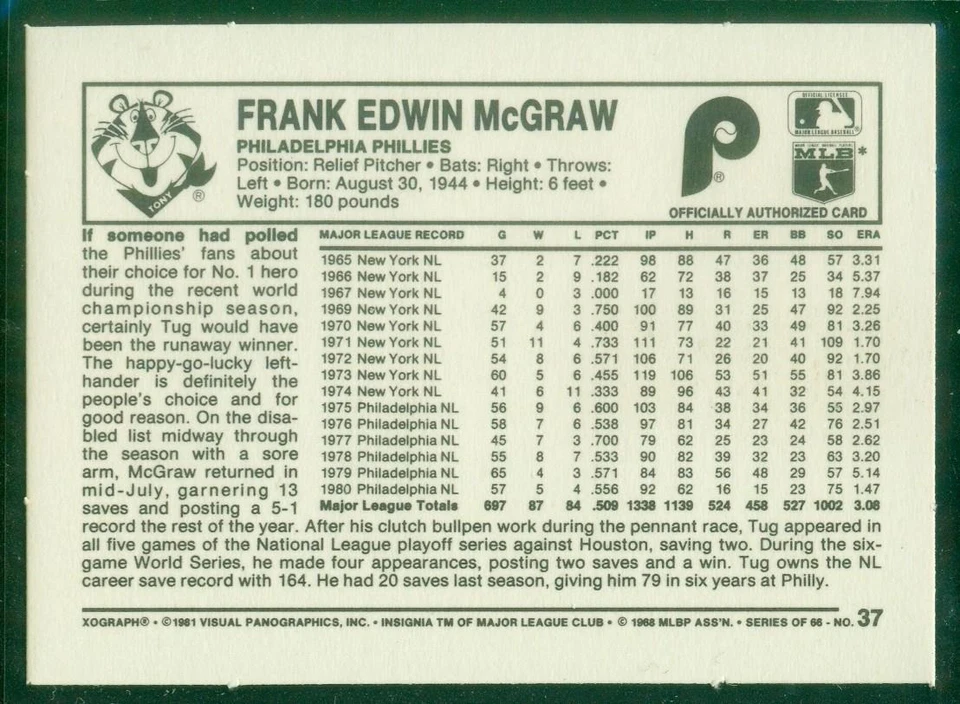 FRANK EDWIN McGRAW
PHILADELPHIA PHILLIES
Position: Relief Pitcher • Bats: Right • Throws:
Left • Born: August 30, 1944 • Height: 6 feet •
Weight: 180 pounds
TONY
®
P
®
OFFICIAL LICENSEE
MAJOR LEAGUE BASEBALL
MLB*
OFFICIALLY AUTHORIZED CARD
If someone had polled
the Phillies' fans about
their choice for No. 1 hero
during the recent world
championship season,
certainly Tug would have
been the runaway winner.
The happy-go-lucky left-
hander is definitely the
people's choice and for
good reason. On the disa-
bled list midway through
the season with a sore
arm, McGraw returned in
mid-July, garnering 13
saves and posting a 5-1
MAJOR LEAGUE RECORD G W L PCT IP H R ER BB SO ERA
1965 New York NL 37 2 7 .222 98 88 47 36 48 57 3.31
1966 New York NL 15 2 9 .182 62 72 38 37 25 34 5.37
1967 New York NL 4 0 3 .000 17 13 16 15 13 18 7.94
1969 New York NL 42 9 3 .750 100 89 31 25 47 92 2.25
1970 New York NL 57 4 6 .400 91 77 40 33 49 81 3.26
1971 New York NL 51 11 4 .733 111 73 22 21 41 109 1.70
1972 New York NL 54 8 6 .571 106 71 26 20 40 92 1.70
1973 New York NL 60 5 6 .455 119 106 53 51 55 81 3.86
1974 New York NL 41 6 11 .333 89 96 43 41 32 54 4.15
1975 Philadelphia NL 56 9 6 .600 103 84 38 34 36 55 2.97
1976 Philadelphia NL 58 7 6 .538 97 81 34 27 42 76 2.51
1977 Philadelphia NL 45 7 3 .700 79 62 25 23 24 58 2.62
1978 Philadelphia NL 55 8 7 .533 90 82 39 32 23 63 3.20
1979 Philadelphia NL 65 4 3 .571 84 83 56 48 29 57 5.14
1980 Philadelphia NL 57 5 4 .556 92 62 16 15 23 75 1.47
Major League Totals 697 87 84 .509 1338 1139 524 458 527 1002 3.08
record the rest of the year. After his clutch bullpen work during the pennant race, Tug appeared in
all five games of the National League playoff series against Houston, saving two. During the six-
game World Series, he made four appearances, posting two saves and a win. Tug owns the NL
career save record with 164. He had 20 saves last season, giving him 79 in six years at Philly.
XOGRAPH® • ©1981 VISUAL PANOGRAPHICS, INC. • INSIGNIA TM OF MAJOR LEAGUE CLUB • © 1968 MLBP ASS'N. • SERIES OF 66 - NO. 37